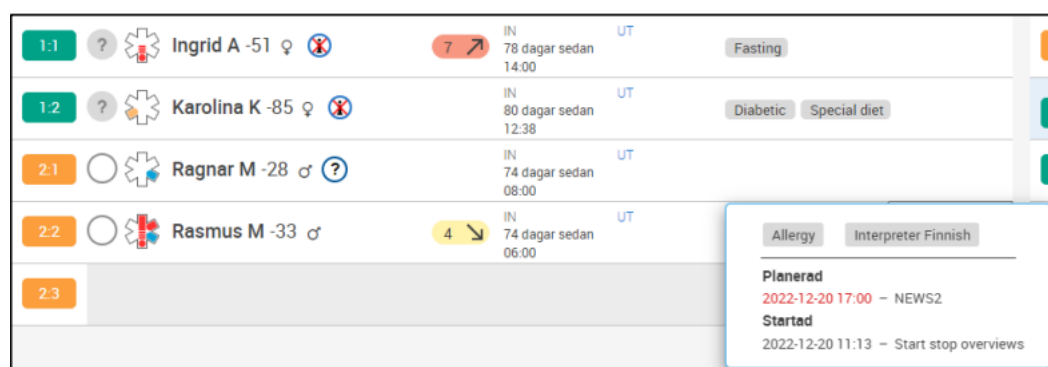 1:1 ? Ingrid A -51 ♀ 7 IN UT
78 dagar sedan Fasting
14:00
1:2 ? Karolina K -85 ♀ IN UT
80 dagar sedan Diabetic Special diet
12:38
2:1 Ragnar M -28 ♂ ? IN UT
74 dagar sedan
08:00
2:2 Rasmus M -33 ♂ 4 IN UT
74 dagar sedan
06:00
2:3
Allergy Interpreter Finnish
Planerad
2022-12-20 17:00 – NEWS2
Startad
2022-12-20 11:13 – Start stop overviews